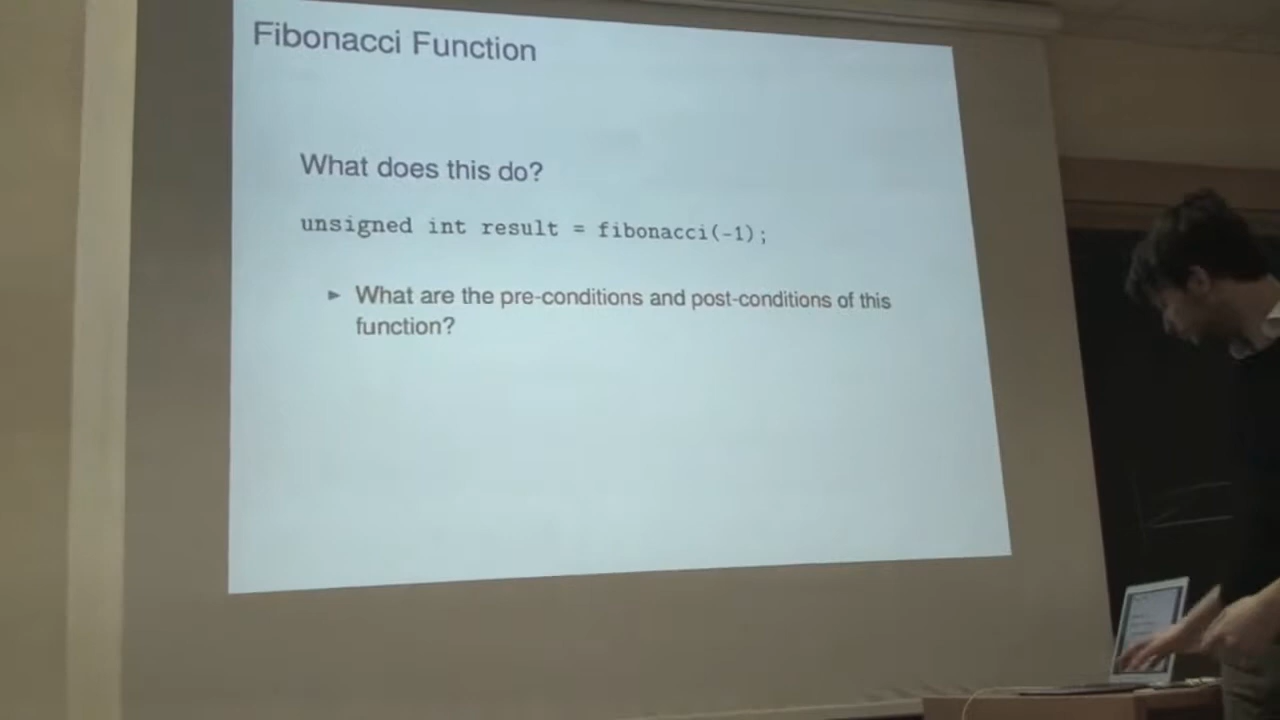 Fibonacci Function
What does this do?
unsigned int result = fibonacci(-1);
► What are the pre-conditions and post-conditions of this
function?